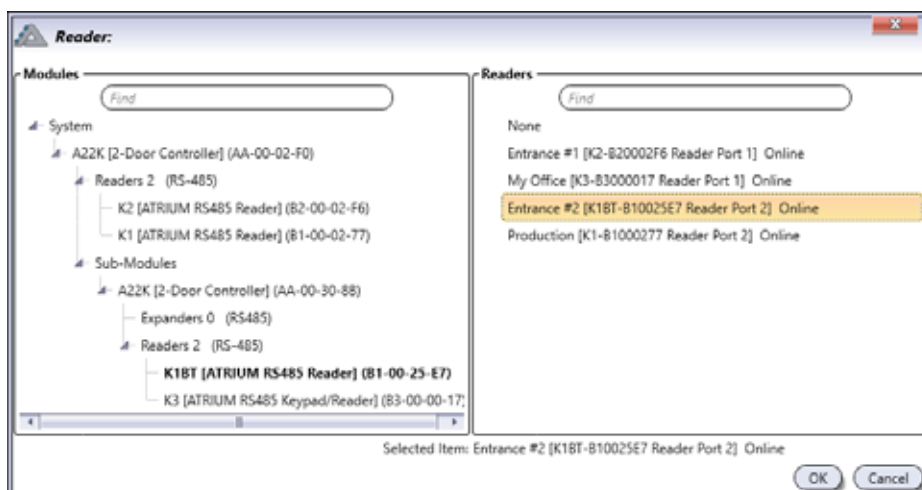 Reader:
X
Modules
Find
System
A22K [2-Door Controller] (AA-00-02-F0)
Readers 2 (RS-485)
K2 [ATRIUM RS485 Reader] (B2-00-02-F6)
K1 [ATRIUM RS485 Reader] (B1-00-02-77)
Sub-Modules
A22K [2-Door Controller] (AA-00-30-8B)
Expanders 0 (RS485)
Readers 2 (RS-485)
K1BT [ATRIUM RS485 Reader] (B1-00-25-E7)
K3 [ATRIUM RS485 Keypad/Reader] (B3-00-00-17)
Readers
Find
None
Entrance #1 [K2-B20002F6 Reader Port 1] Online
My Office [K3-B3000017 Reader Port 1] Online
Entrance #2 [K1BT-B10025E7 Reader Port 2] Online
Production [K1-B1000277 Reader Port 2] Online
Selected Item: Entrance #2 [K1BT-B10025E7 Reader Port 2] Online
OK
Cancel